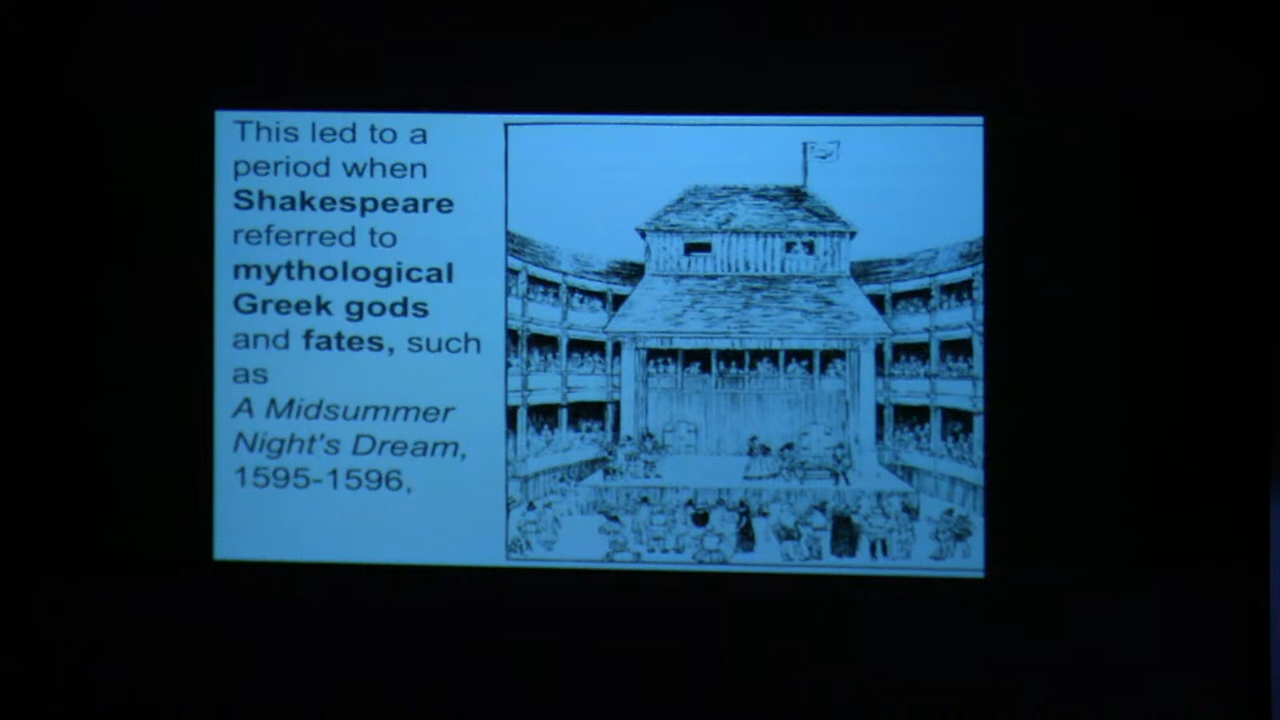 This led to a
period when
Shakespeare
referred to
mythological
Greek gods
and fates, such
as
A Midsummer
Night's Dream,
1595-1596,